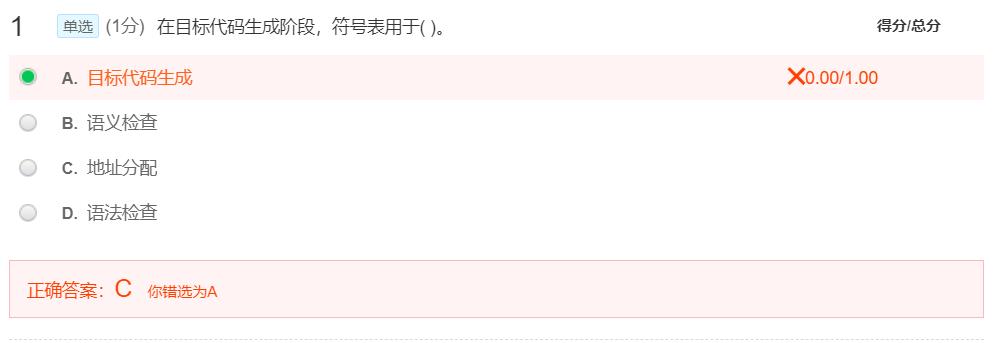 1 单选 (1分) 在目标代码生成阶段，符号表用于( )。 得分/总分
A. 目标代码生成 ×0.00/1.00
B. 语义检查
C. 地址分配
D. 语法检查
正确答案：C 你错选为A